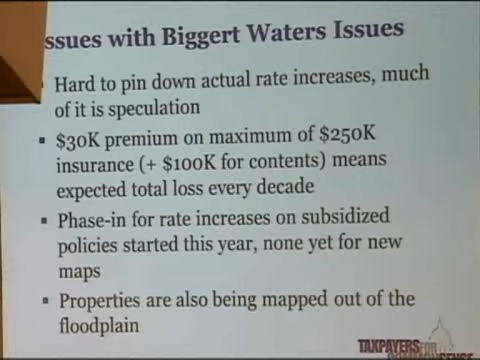 ssues with Biggert Waters Issues
Hard to pin down actual rate increases, much
of it is speculation
▪ $30K premium on maximum of $250K
insurance (+ $100K for contents) means
expected total loss every decade
▪ Phase-in for rate increases on subsidized
policies started this year, none yet for new
maps
▪ Properties are also being mapped out of the
floodplain
TAXPAYERS FOR
COMMON SENSE